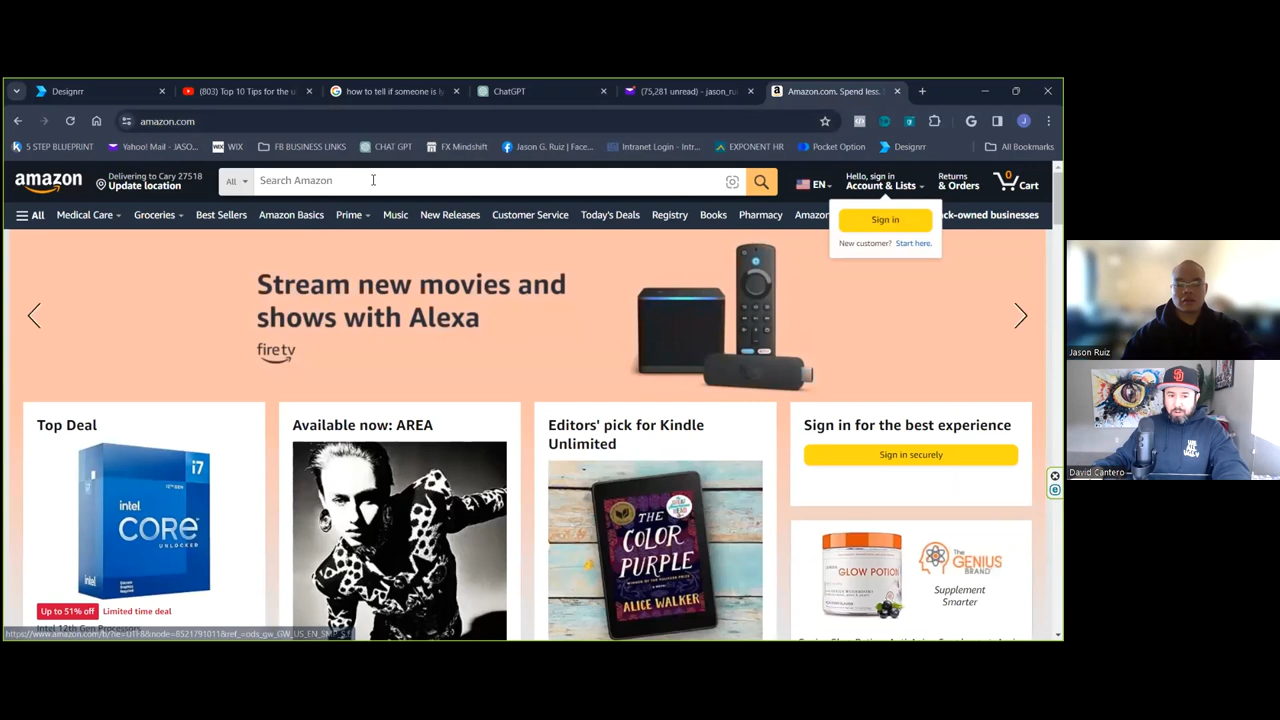 Designrr
(803) Top 10 Tips for the u
how to tell if someone is ly
ChatGPT
(75,281 unread) - jason_ru
Amazon.com. Spend less.
amazon.com
5 STEP BLUEPRINT
Yahoo! Mail - JASO...
WIX
WIX
FB BUSINESS LINKS
CHAT GPT
FX Mindshift
Jason G. Ruiz | Face...
Intranet Login - Intr...
EXPONENT HR
Pocket Option
Designrr
All Bookmarks
amazon
Delivering to Cary 27518
Update location
All
Search Amazon
EN
Hello, sign in
Account & Lists
Returns
& Orders
0
Cart
All
Medical Care
Groceries
Best Sellers
Amazon Basics
Prime
Music
New Releases
Customer Service
Today's Deals
Registry
Books
Pharmacy
Amazon
ck-owned businesses
Sign in
New customer? Start here.
Stream new movies and
shows with Alexa
fire tv
Top Deal
Available now: AREA
Editors' pick for Kindle
Unlimited
Sign in for the best experience
Sign in securely
i7
intel
CORE
UNLOCKED
intel
THE
COLOR
PURPLE
ALICE WALKER
GLOW POTION
The
GENIUS
BRAND
Supplement
Smarter
Up to 51% off
Limited time deal
Intel 12th Gen Processors
Jason Ruiz
David Cantero